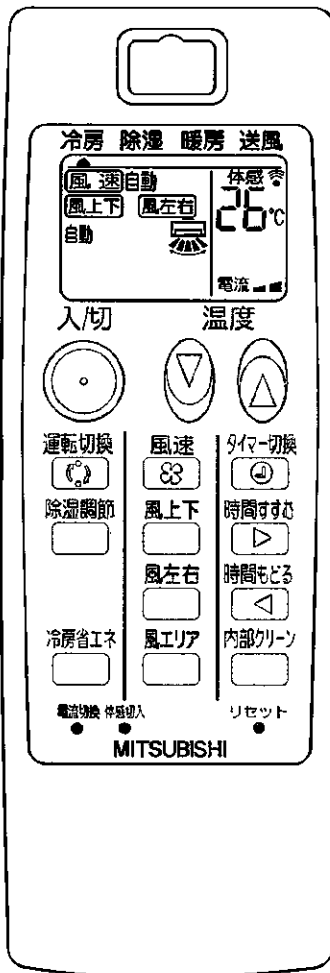 冷房 除湿 暖房 送風
風 速 自動 体感
風上下 風左右 26℃
自動
電流
入/切 温度
運転切換 風速 タイマー切換
除湿調節 風上下 時間すすむ
風左右 時間もどる
冷房省エネ 風エリア 内部クリーン
電流切換 体感切入 リセット
MITSUBISHI